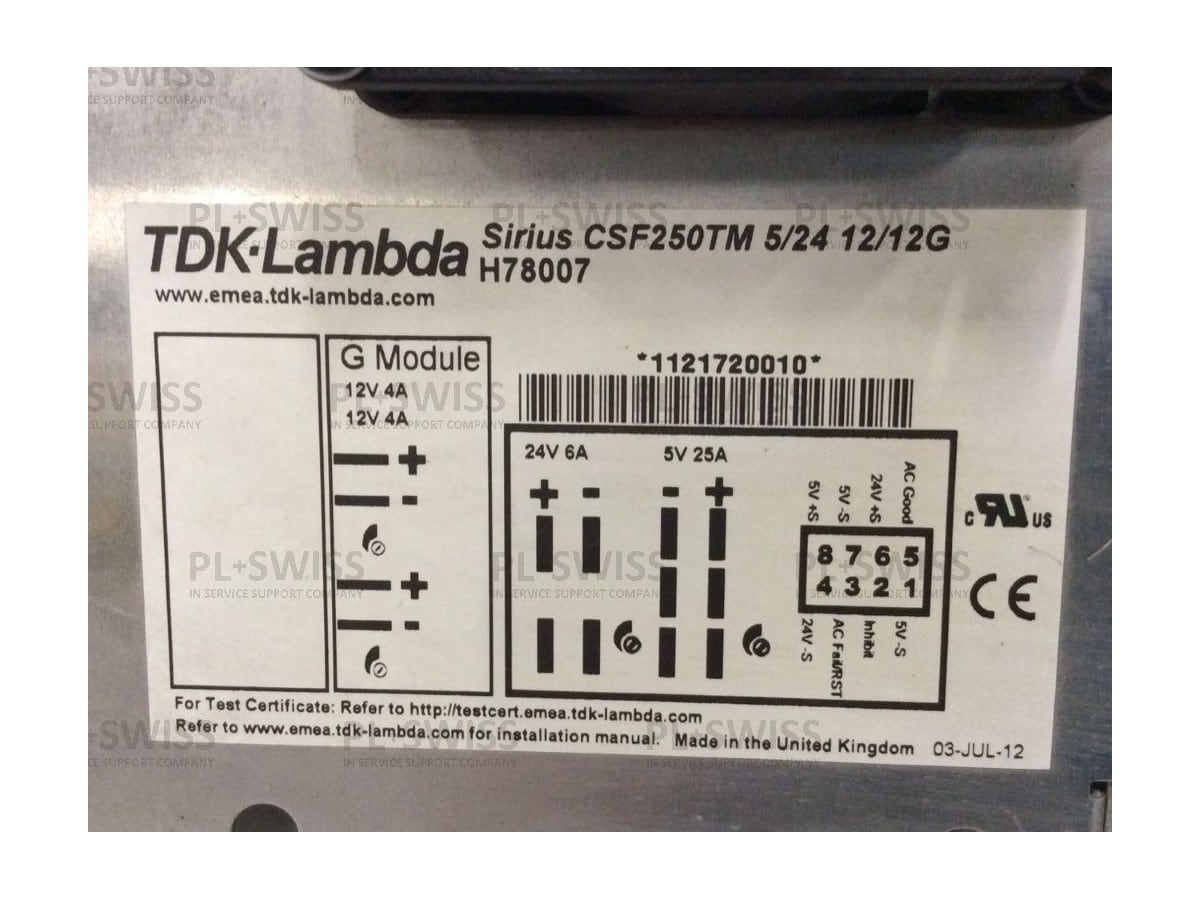 TDK·Lambda
Sirius CSF250TM 5/24 12/12G
H78007
www.emea.tdk-lambda.com
G Module
12V 4A
12V 4A
+
-
+
-
*1121720010*
24V 6A 5V 25A
+ - - +
5V +S
5V -S
24V +S
AC Good
8 7 6 5
4 3 2 1
24V -S
AC Fail/RST
Inhibit
5V -S
c RU US
CE
For Test Certificate: Refer to http://testcert.emea.tdk-lambda.com
Refer to www.emea.tdk-lambda.com for installation manual. Made in the United Kingdom 03-JUL-12
PL+SWISS
IN SERVICE SUPPORT COMPANY